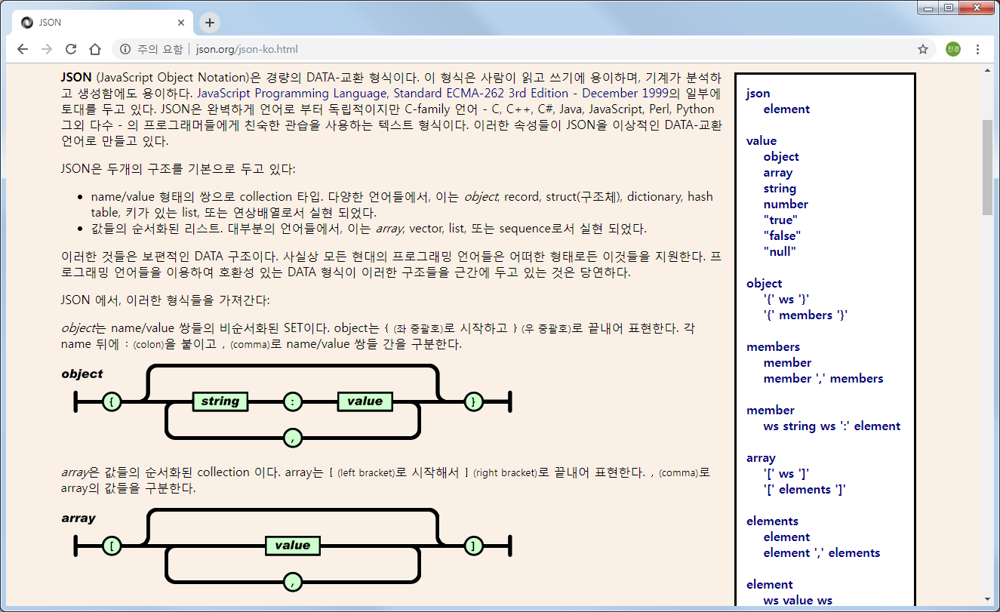 JSON
주의 요함 | json.org/json-ko.html
진경
JSON (JavaScript Object Notation)은 경량의 DATA-교환 형식이다. 이 형식은 사람이 읽고 쓰기에 용이하며, 기계가 분석하
고 생성함에도 용이하다. JavaScript Programming Language, Standard ECMA-262 3rd Edition - December 1999의 일부에
토대를 두고 있다. JSON은 완벽하게 언어로 부터 독립적이지만 C-family 언어 - C, C++, C#, Java, JavaScript, Perl, Python
그외 다수 - 의 프로그래머들에게 친숙한 관습을 사용하는 텍스트 형식이다. 이러한 속성들이 JSON을 이상적인 DATA-교환
언어로 만들고 있다.
JSON은 두개의 구조를 기본으로 두고 있다:
• name/value 형태의 쌍으로 collection 타입. 다양한 언어들에서, 이는 object, record, struct(구조체), dictionary, hash
table, 키가 있는 list, 또는 연상배열로서 실현 되었다.
• 값들의 순서화된 리스트. 대부분의 언어들에서, 이는 array, vector, list, 또는 sequence로서 실현 되었다.
이러한 것들은 보편적인 DATA 구조이다. 사실상 모든 현대의 프로그래밍 언어들은 어떠한 형태로든 이것들을 지원한다. 프
로그래밍 언어들을 이용하여 호환성 있는 DATA 형식이 이러한 구조들을 근간에 두고 있는 것은 당연하다.
JSON 에서, 이러한 형식들을 가져간다:
object는 name/value 쌍들의 비순서화된 SET이다. object는 { (좌 중괄호)로 시작하고 } (우 중괄호)로 끝내어 표현한다. 각
name 뒤에 : (colon)을 붙이고 , (comma)로 name/value 쌍들 간을 구분한다.
object
{ string : value }
,
array은 값들의 순서화된 collection 이다. array는 [ (left bracket)로 시작해서 ] (right bracket)로 끝내어 표현한다. , (comma)로
array의 값들을 구분한다.
array
[ value ]
,
json
element
value
object
array
string
number
"true"
"false"
"null"
object
'{' ws '}'
'{' members '}'
members
member
member ',' members
member
ws string ws ':' element
array
'[' ws ']'
'[' elements ']'
elements
element
element ',' elements
element
ws value ws